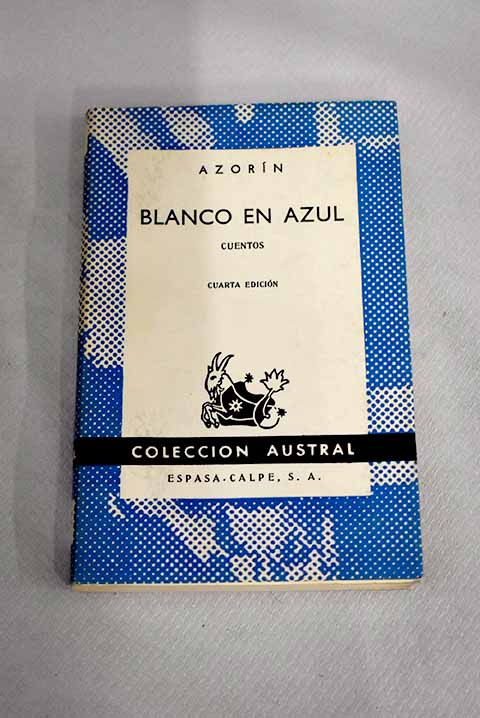 AZORÍN
BLANCO EN AZUL
CUENTOS
CUARTA EDICIÓN
COLECCION AUSTRAL
ESPASA-CALPE, S. A.